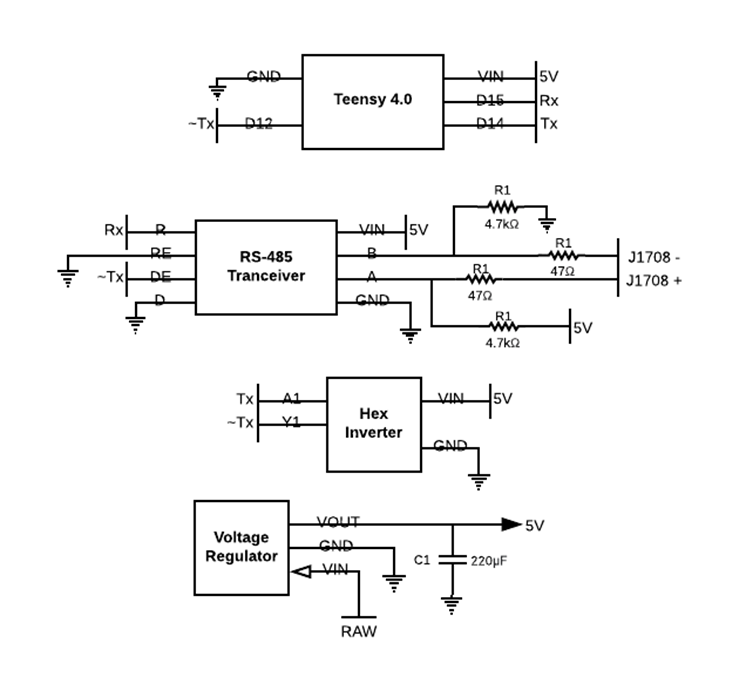 GND Teensy 4.0 VIN 5V
D15 Rx
~Tx D12 D14 Tx
R1
4.7kΩ
Rx R VIN 5V
RE RS-485 B R1 J1708 -
47Ω
~Tx DE Tranceiver A R1 J1708 +
47Ω
D GND
R1 5V
4.7kΩ
Tx A1 Hex VIN 5V
~Tx Y1 Inverter
GND
Voltage VOUT 5V
Regulator GND C1 220µF
VIN
RAW